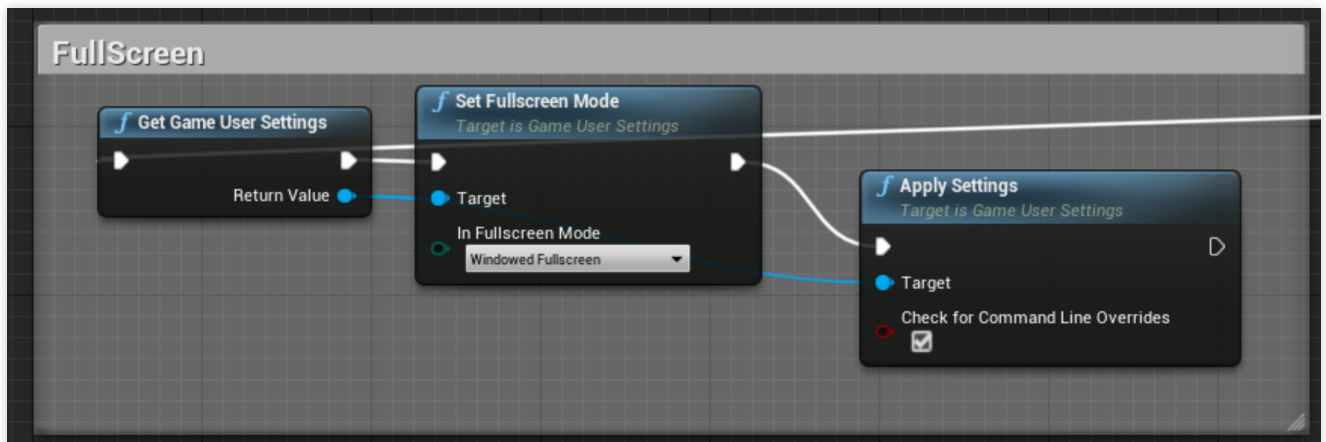 FullScreen
Get Game User Settings
Return Value
Set Fullscreen Mode
Target is Game User Settings
Target
In Fullscreen Mode
Windowed Fullscreen
Apply Settings
Target is Game User Settings
Target
Check for Command Line Overrides